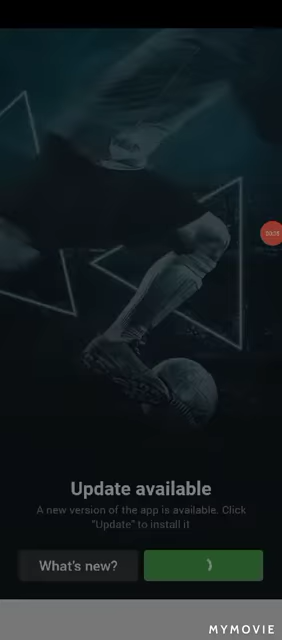 Update available
A new version of the app is available. Click
"Update" to install it
What's new?
MYMOVIE